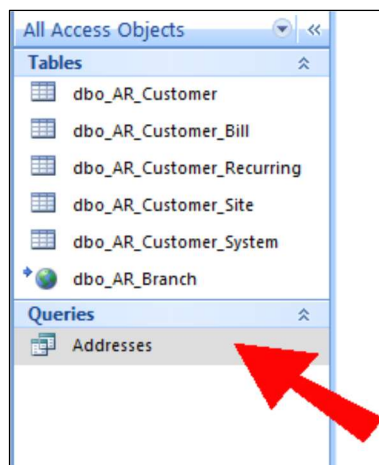 All Access Objects
Tables
dbo_AR_Customer
dbo_AR_Customer_Bill
dbo_AR_Customer_Recurring
dbo_AR_Customer_Site
dbo_AR_Customer_System
dbo_AR_Branch
Queries
Addresses